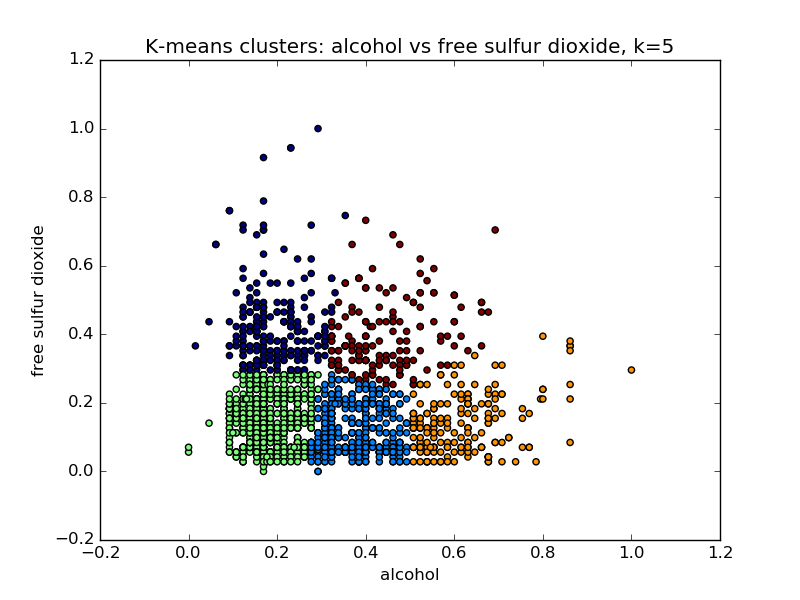 K-means clusters: alcohol vs free sulfur dioxide, k=5
1.2
1.0
0.8
0.6
0.4
0.2
0.0
−0.2
free sulfur dioxide
−0.2 0.0 0.2 0.4 0.6 0.8 1.0 1.2
alcohol